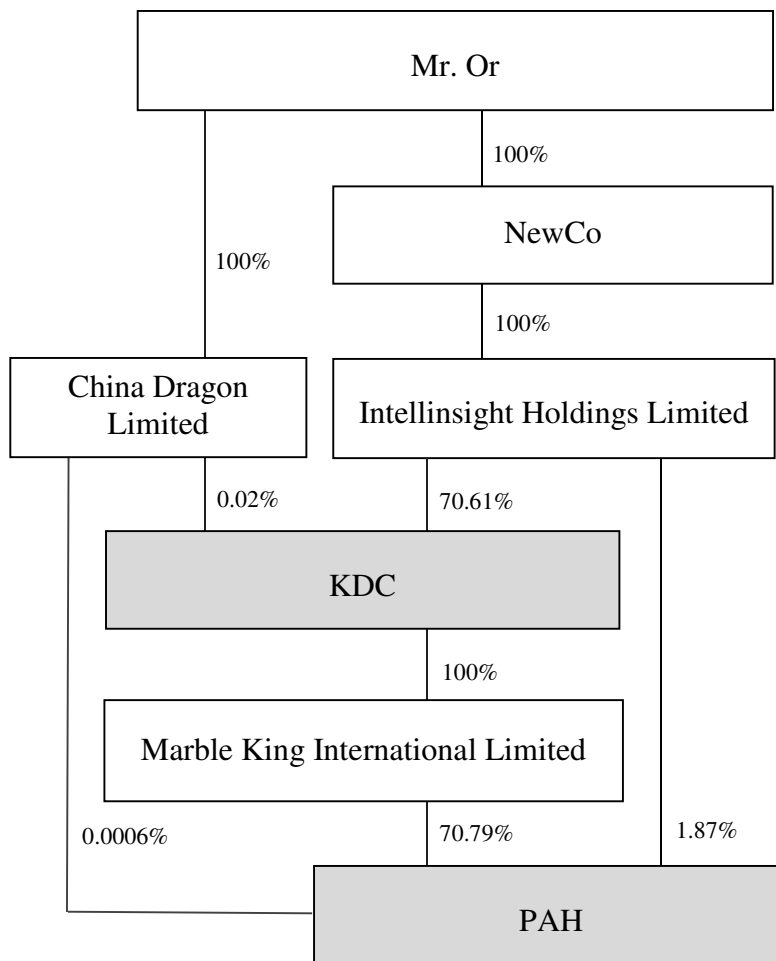 Mr. Or
100%
NewCo
100%
100%
China Dragon
Limited
Intellinsight Holdings Limited
0.02%
70.61%
KDC
100%
Marble King International Limited
0.0006%
70.79%
1.87%
PAH